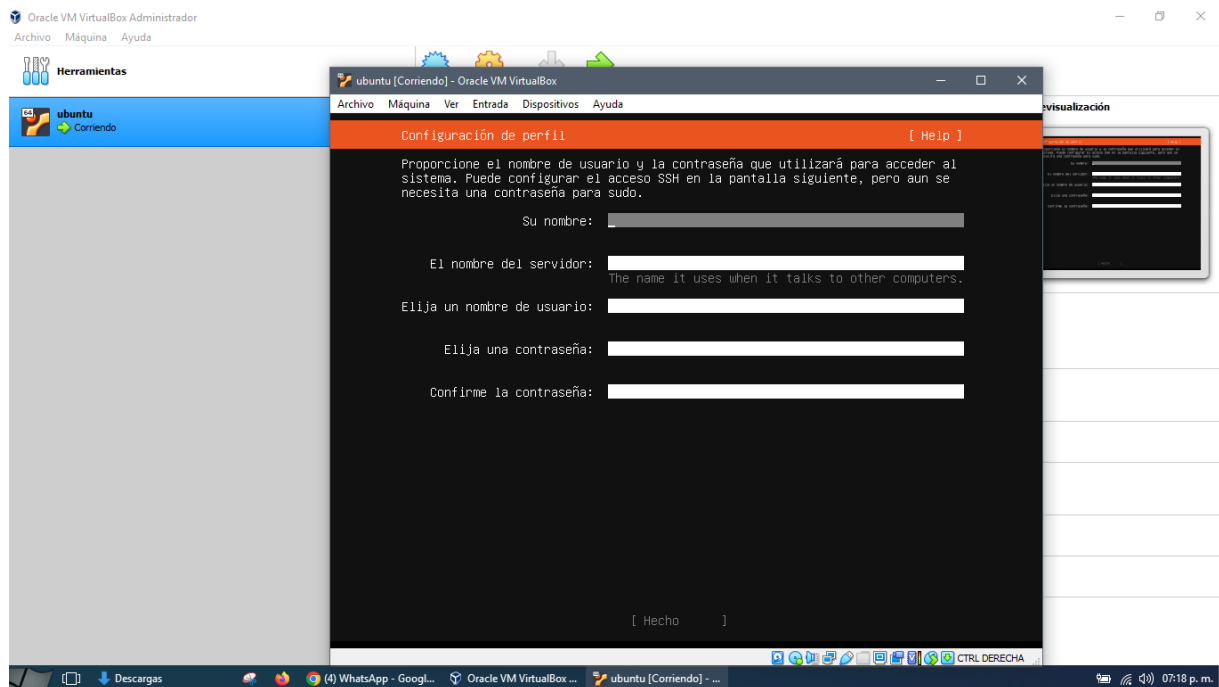 Oracle VM VirtualBox Administrador
Archivo Máquina Ayuda
Herramientas
64
ubuntu
Corriendo
ubuntu [Corriendo] - Oracle VM VirtualBox
Archivo Máquina Ver Entrada Dispositivos Ayuda
evisualización
Configuración de perfil [ Help ]
Proporcione el nombre de usuario y la contraseña que utilizará para acceder al
sistema. Puede configurar el acceso SSH en la pantalla siguiente, pero aun se
necesita una contraseña para sudo.
Su nombre:
El nombre del servidor:
The name it uses when it talks to other computers.
Elija un nombre de usuario:
Elija una contraseña:
Confirme la contraseña:
[ Hecho ]
CTRL DERECHA
Descargas
(4) WhatsApp - Googl...
Oracle VM VirtualBox ...
ubuntu [Corriendo] - ...
07:18 p. m.